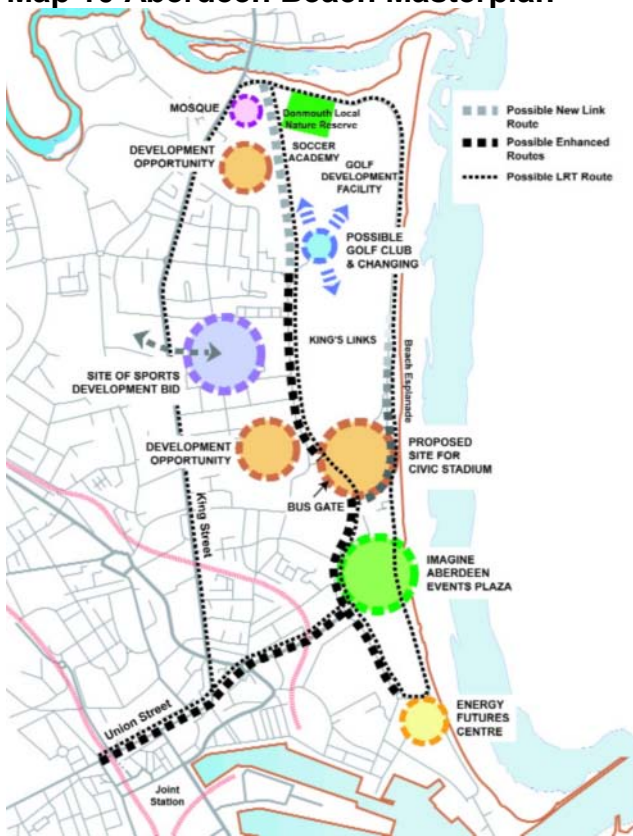 Map 10 Aberdeen Beach Masterplan
MOSQUE
Donmouth Local
Nature Reserve
Possible New Link
Route
Possible Enhanced
Routes
Possible LRT Route
DEVELOPMENT
OPPORTUNITY
SOCCER
ACADEMY
GOLF
DEVELOPMENT
FACILITY
POSSIBLE
GOLF CLUB
& CHANGING
KING'S LINKS
Beach Esplanade
SITE OF SPORTS
DEVELOPMENT BID
DEVELOPMENT
OPPORTUNITY
PROPOSED
SITE FOR
CIVIC STADIUM
BUS GATE
King Street
IMAGINE
ABERDEEN
EVENTS PLAZA
Union Street
ENERGY
FUTURES
CENTRE
Joint
Station